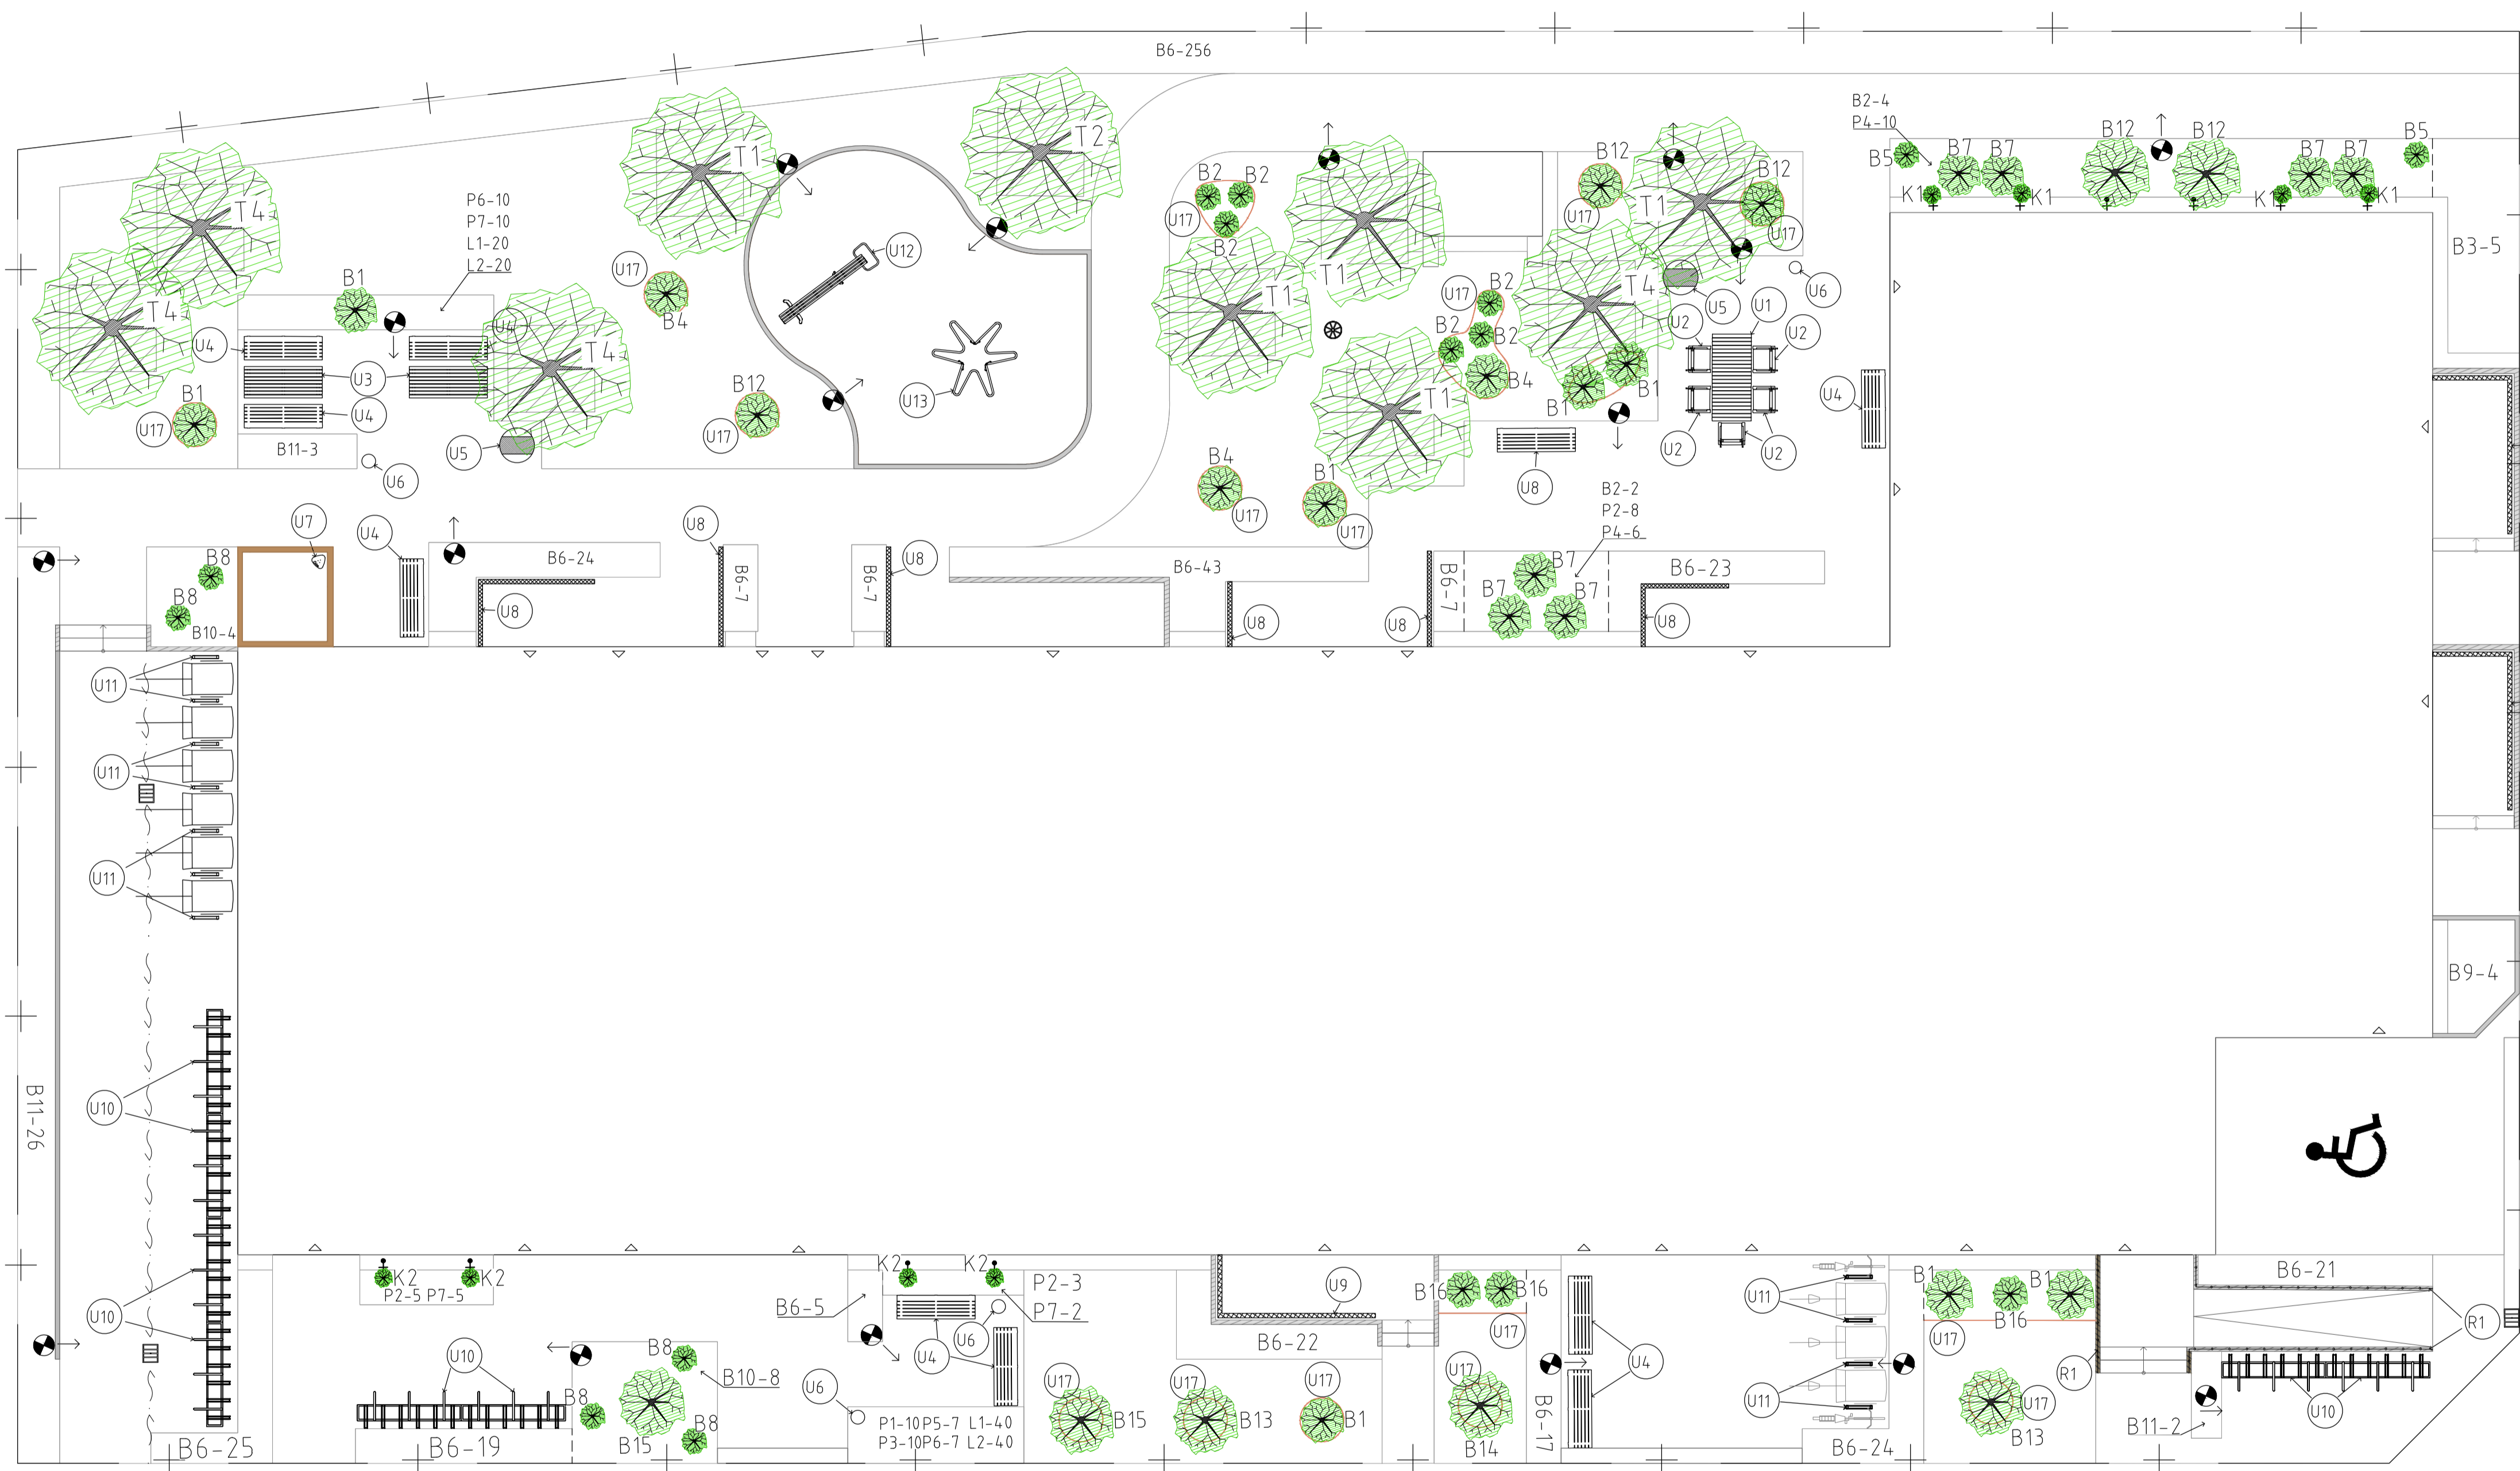 B6-256
B2-4
P4-10
B5
B7
B7
B12
B12
B7
B7
B5
K1
K1
K1
K1
B3-5
T4
T4
T1
T2
P6-10
P7-10
L1-20
L2-20
B1
U4
U4
T4
U3
U4
B1
U17
B11-3
U6
U5
U17
B4
B12
U17
U12
U13
B2
B2
U17
B2
T1
T1
B12
U17
T1
B12
U17
U17
B2
B2
B2
B4
T4
T1
U5
U6
U1
U2
U2
U2
U2
U4
B1
B1
U8
B4
U17
B1
U17
B2-2
P2-8
P4-6
U7
U4
B8
B8
B10-4
B6-24
U8
U8
B6-7
B6-7
U8
B6-43
U8
U8
B6-7
B7
B7
B7
B6-23
U8
U11
U11
U11
U10
U10
B11-26
B9-4
K2
K2
P2-5 P7-5
K2
K2
P2-3
P7-2
B6-5
U6
U4
U9
B6-22
B16
B16
U17
U11
U11
B1
B1
B16
U17
B6-21
R1
R1
U10
B8
B8
B8
B10-8
B15
U6
P1-10 P5-7 L1-40
P3-10 P6-7 L2-40
U17
B15
U17
B13
U17
B1
U17
B14
B6-17
U4
B6-24
U17
B13
B11-2
U10
B6-25
B6-19